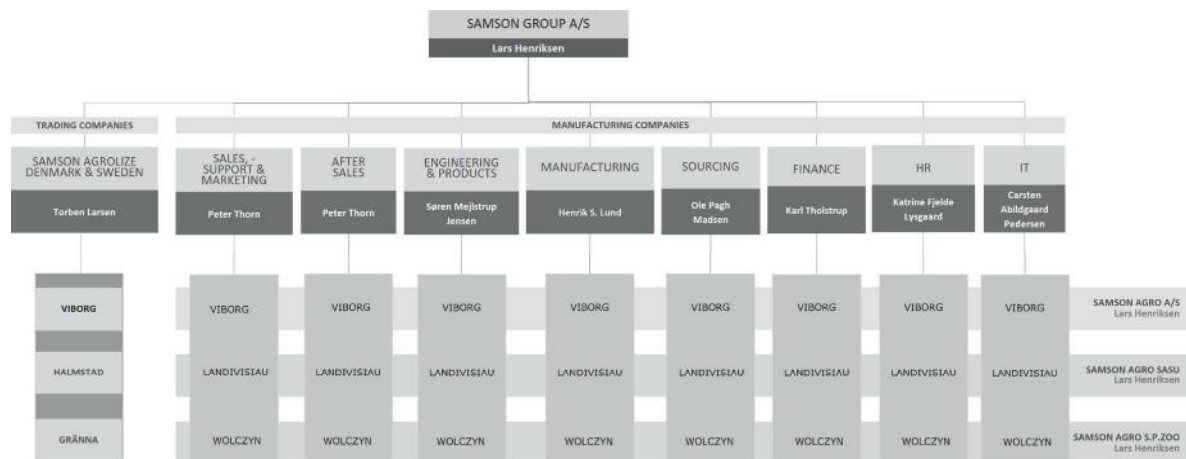 SAMSON GROUP A/S
Lars Henriksen
TRADING COMPANIES
MANUFACTURING COMPANIES
SAMSON AGROLIZE
DENMARK & SWEDEN
Torben Larsen
SALES, -
SUPPORT &
MARKETING
Peter Thorn
AFTER
SALES
Peter Thorn
ENGINEERING
& PRODUCTS
Søren Mejlstrup
Jensen
MANUFACTURING
Henrik S. Lund
SOURCING
Ole Pagh
Madsen
FINANCE
Karl Tholstrup
HR
Katrine Fjelde
Lysgaard
IT
Carsten
Abildgaard
Pedersen
VIBORG
VIBORG
VIBORG
VIBORG
VIBORG
VIBORG
VIBORG
VIBORG
VIBORG
SAMSON AGRO A/S
Lars Henriksen
HALMSTAD
LANDIVISIAU
LANDIVISIAU
LANDIVISIAU
LANDIVISIAU
LANDIVISIAU
LANDIVISIAU
LANDIVISIAU
LANDIVISIAU
SAMSON AGRO SASU
Lars Henriksen
GRÄNNA
WOLCZYN
WOLCZYN
WOLCZYN
WOLCZYN
WOLCZYN
WOLCZYN
WOLCZYN
WOLCZYN
SAMSON AGRO S.P.ZOO
Lars Henriksen